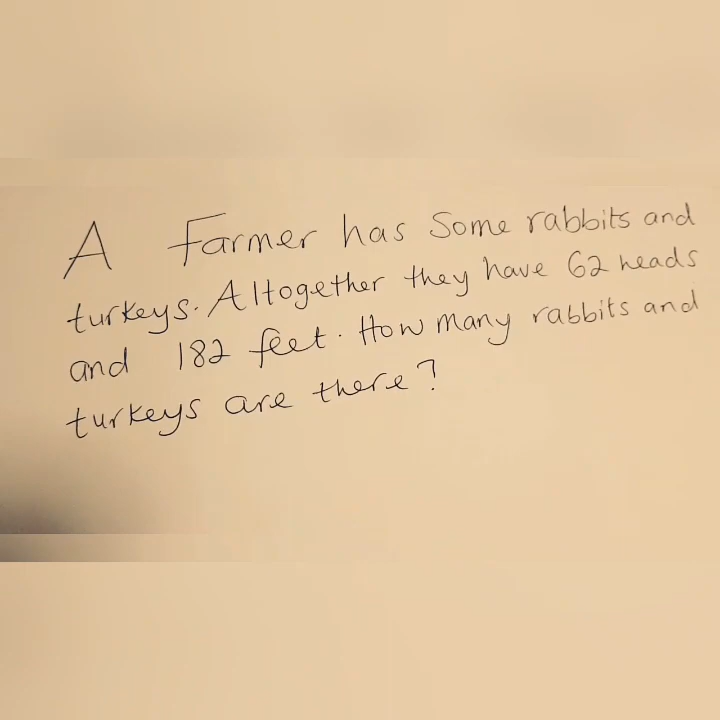 A Farmer has Some rabbits and
turkeys. Altogether they have 62 heads
and 182 feet. How many rabbits and
turkeys are there?